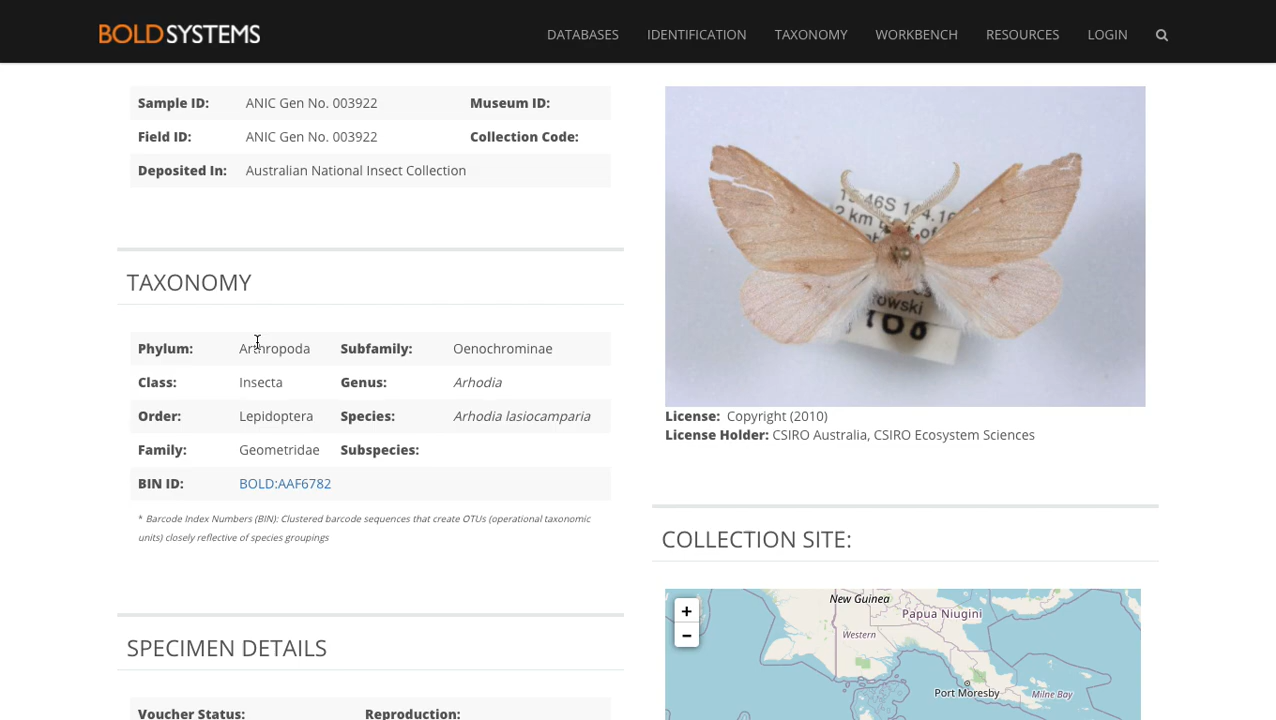 BOLDSYSTEMS DATABASES IDENTIFICATION TAXONOMY WORKBENCH RESOURCES LOGIN
Sample ID: ANIC Gen No. 003922 Museum ID:
Field ID: ANIC Gen No. 003922 Collection Code:
Deposited In: Australian National Insect Collection
TAXONOMY
Phylum: Arthropoda Subfamily: Oenochrominae
Class: Insecta Genus: Arhodia
Order: Lepidoptera Species: Arhodia lasiocamparia
Family: Geometridae Subspecies:
BIN ID: BOLD:AAF6782
* Barcode Index Numbers (BIN): Clustered barcode sequences that create OTUs (operational taxonomic
units) closely reflective of species groupings
SPECIMEN DETAILS
Voucher Status: Reproduction:
License: Copyright (2010)
License Holder: CSIRO Australia, CSIRO Ecosystem Sciences
COLLECTION SITE:
+
−
New Guinea
Papua Niugini
Western
Port Moresby
Milne Bay